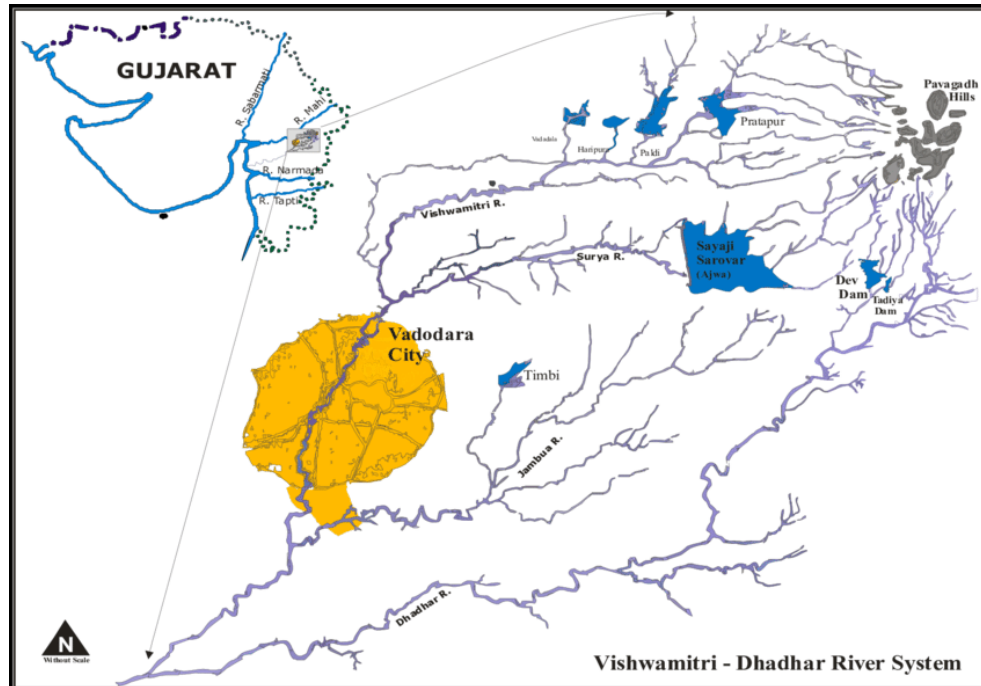 GUJARAT
R. Sabarmati
R. Mahi
R. Narmada
R. Tapti
Pavagadh
Hills
Vadadala
Haripura
Paldi
Pratapur
Vishwamitri R.
Surya R.
Sayaji
Sarovar
(Ajwa)
Dev
Dam
Tadiya
Dam
Vadodara
City
Timbi
Jambua R.
Dhadhar R.
N
Without Scale
Vishwamitri - Dhadhar River System